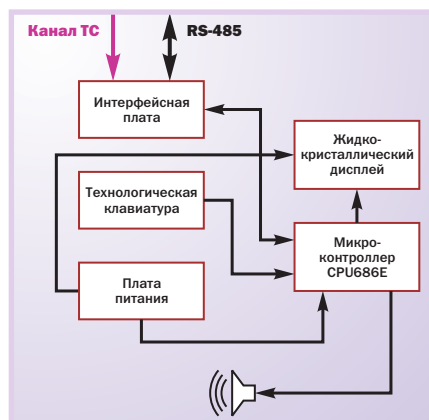 Канал ТС
RS-485
Интерфейсная
плата
Жидко-
кристаллический
дисплей
Технологическая
клавиатура
Микро-
контроллер
CPU686E
Плата
питания